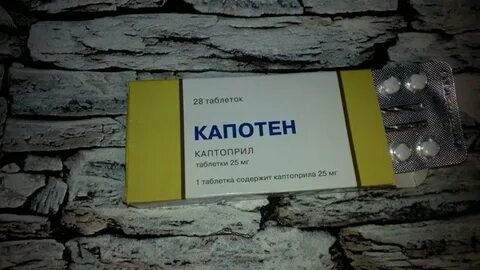 28 таблеток
КАПОТЕН
КАПТОПРИЛ
таблетки 25 мг
1 таблетка содержит каптоприла 25 мг